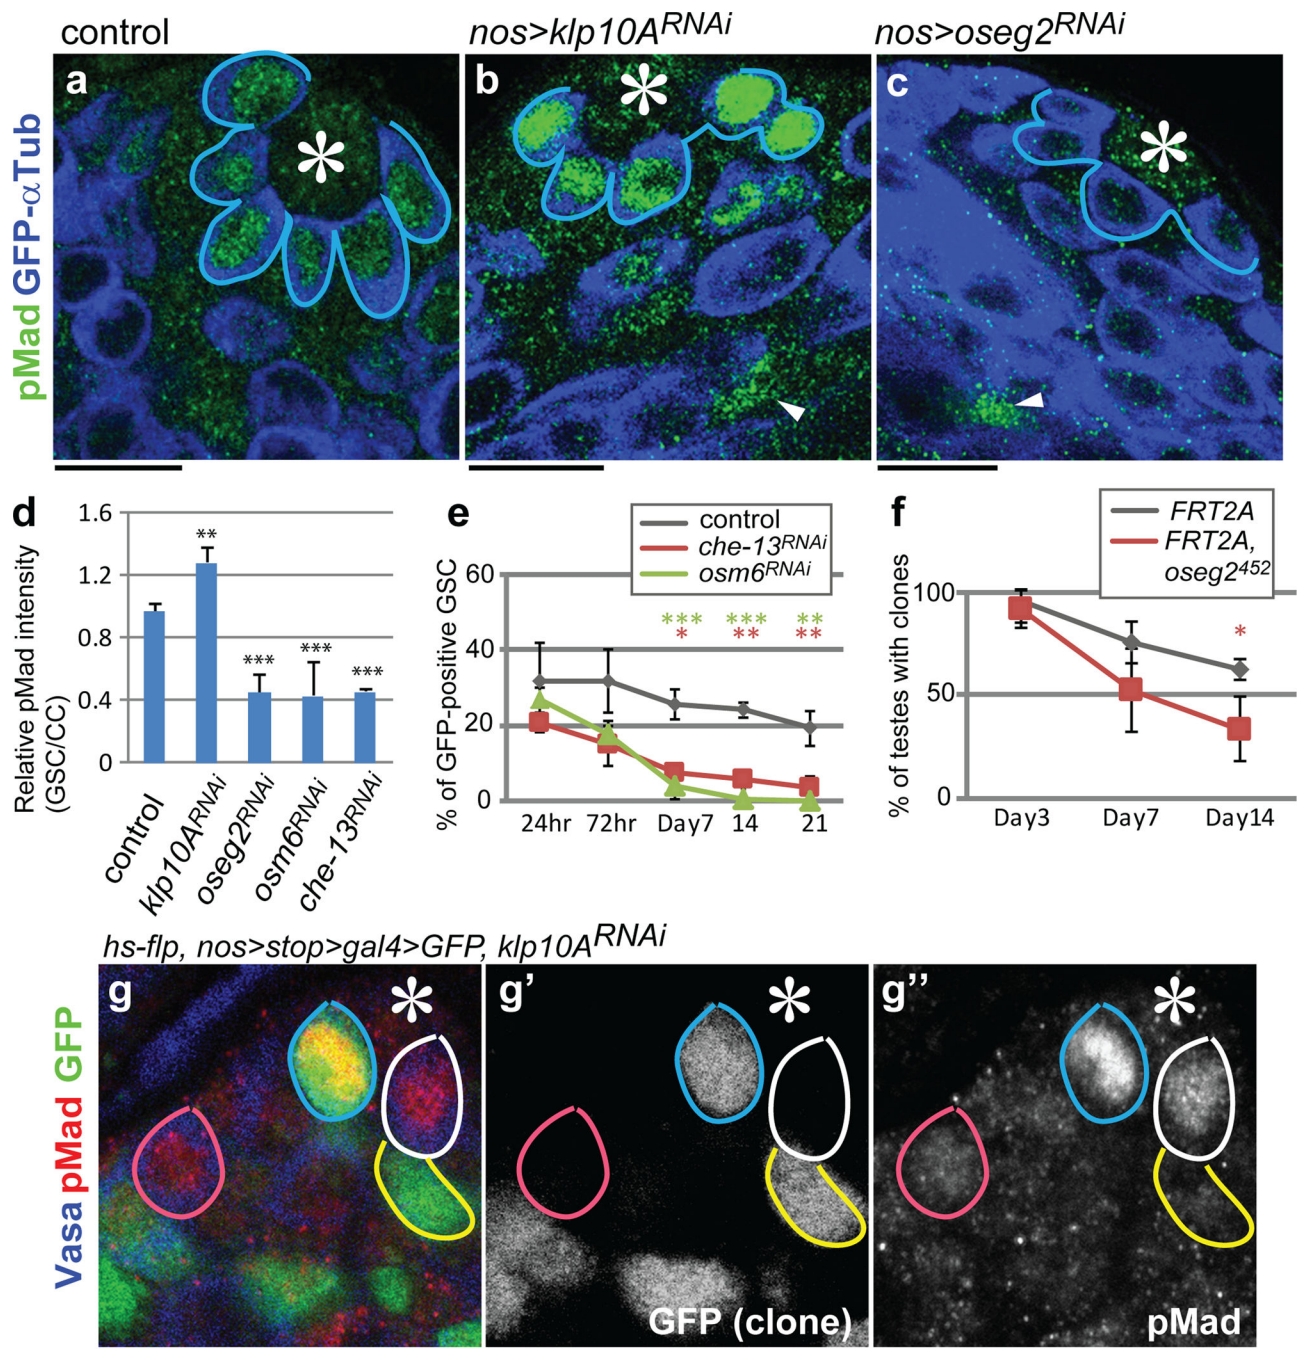 control
nos>klp10A^RNAi
nos>oseg2^RNAi
pMad GFP-αTub
a
*
b
*
c
*
d
Relative pMad intensity
(GSC/CC)
1.6
1.2
0.8
0.4
0
**
***
***
***
control
klp10A^RNAi
oseg2^RNAi
osm6^RNAi
che-13^RNAi
e
control
che-13^RNAi
osm6^RNAi
% of GFP-positive GSC
60
40
20
0
*** *** **
* ** **
24hr 72hr Day7 14 21
f
FRT2A
FRT2A,
oseg2^452
% of testes with clones
100
50
0
*
Day3 Day7 Day14
hs-flp, nos>stop>gal4>GFP, klp10A^RNAi
Vasa pMad GFP
g
*
g’
*
GFP (clone)
g”
*
pMad